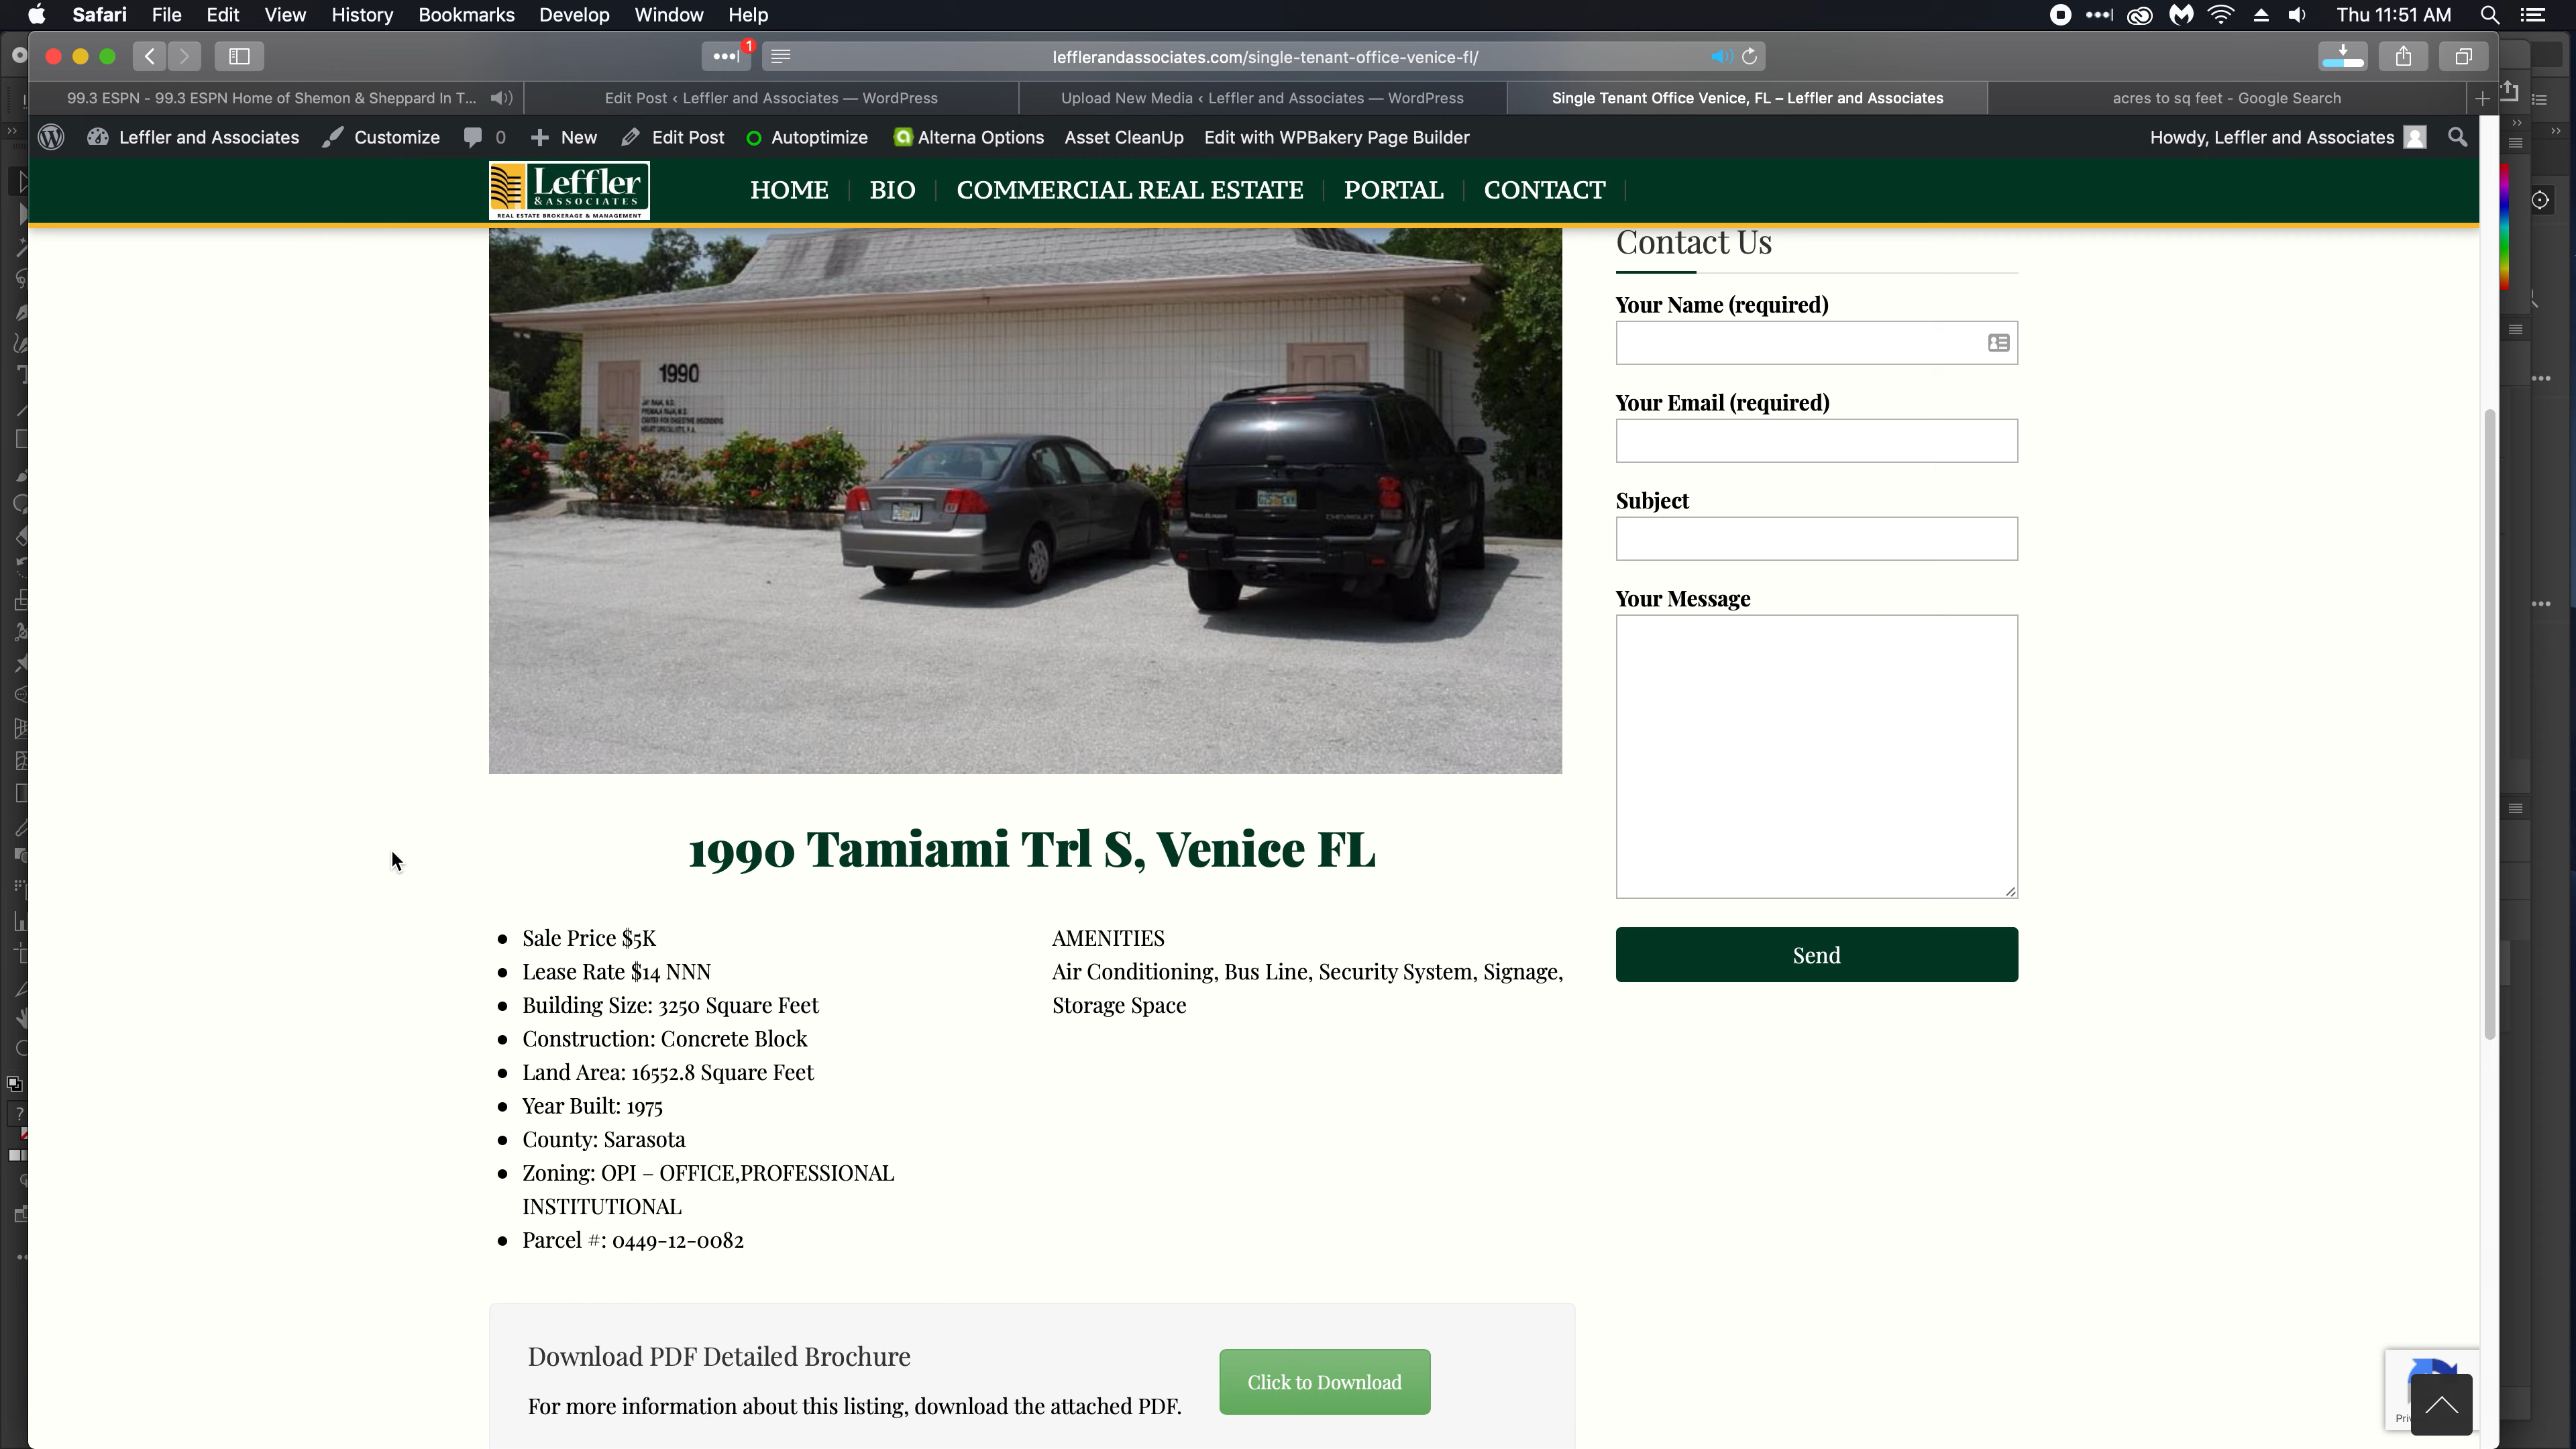 Safari File Edit View History Bookmarks Develop Window Help Thu 11:51 AM
1
lefflerandassociates.com/single-tenant-office-venice-fl/
99.3 ESPN - 99.3 ESPN Home of Shemon & Sheppard In T... Edit Post ‹ Leffler and Associates — WordPress Upload New Media ‹ Leffler and Associates — WordPress Single Tenant Office Venice, FL – Leffler and Associates acres to sq feet - Google Search
Leffler and Associates Customize 0 New Edit Post Autoptimize Alterna Options Asset CleanUp Edit with WPBakery Page Builder Howdy, Leffler and Associates
Leffler
& ASSOCIATES
REAL ESTATE BROKERAGE & MANAGEMENT
HOME BIO COMMERCIAL REAL ESTATE PORTAL CONTACT
1990
CHEVROLET
Contact Us
Your Name (required)
Your Email (required)
Subject
Your Message
Send
1990 Tamiami Trl S, Venice FL
Sale Price $5K
Lease Rate $14 NNN
Building Size: 3250 Square Feet
Construction: Concrete Block
Land Area: 16552.8 Square Feet
Year Built: 1975
County: Sarasota
Zoning: OPI – OFFICE,PROFESSIONAL
INSTITUTIONAL
Parcel #: 0449-12-0082
AMENITIES
Air Conditioning, Bus Line, Security System, Signage,
Storage Space
Download PDF Detailed Brochure
For more information about this listing, download the attached PDF.
Click to Download